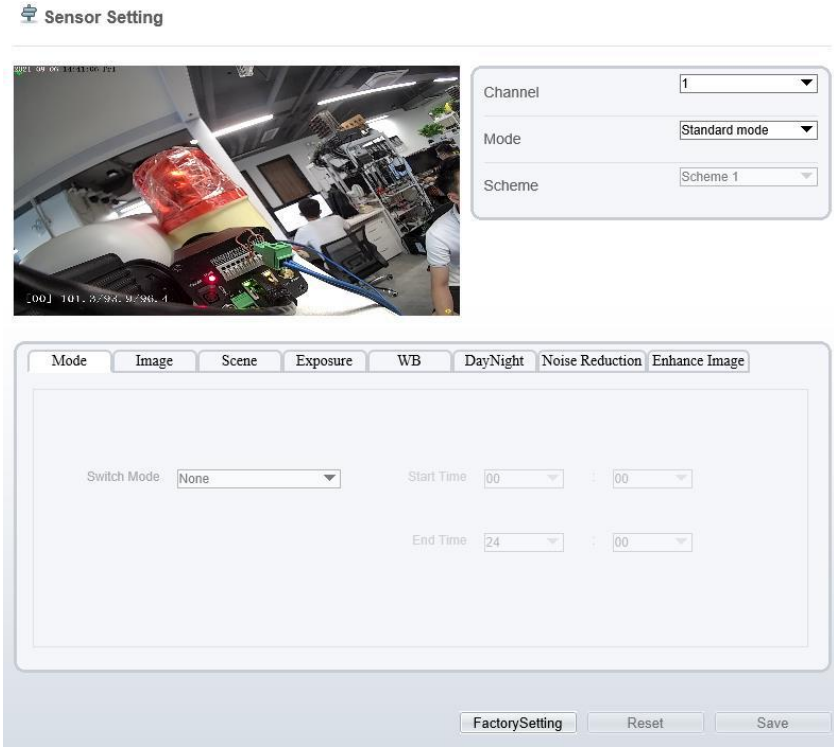 Sensor Setting
Channel 1
Mode Standard mode
Scheme Scheme 1
Mode Image Scene Exposure WB DayNight Noise Reduction Enhance Image
Switch Mode None Start Time 00 : 00
End Time 24 : 00
FactorySetting Reset Save